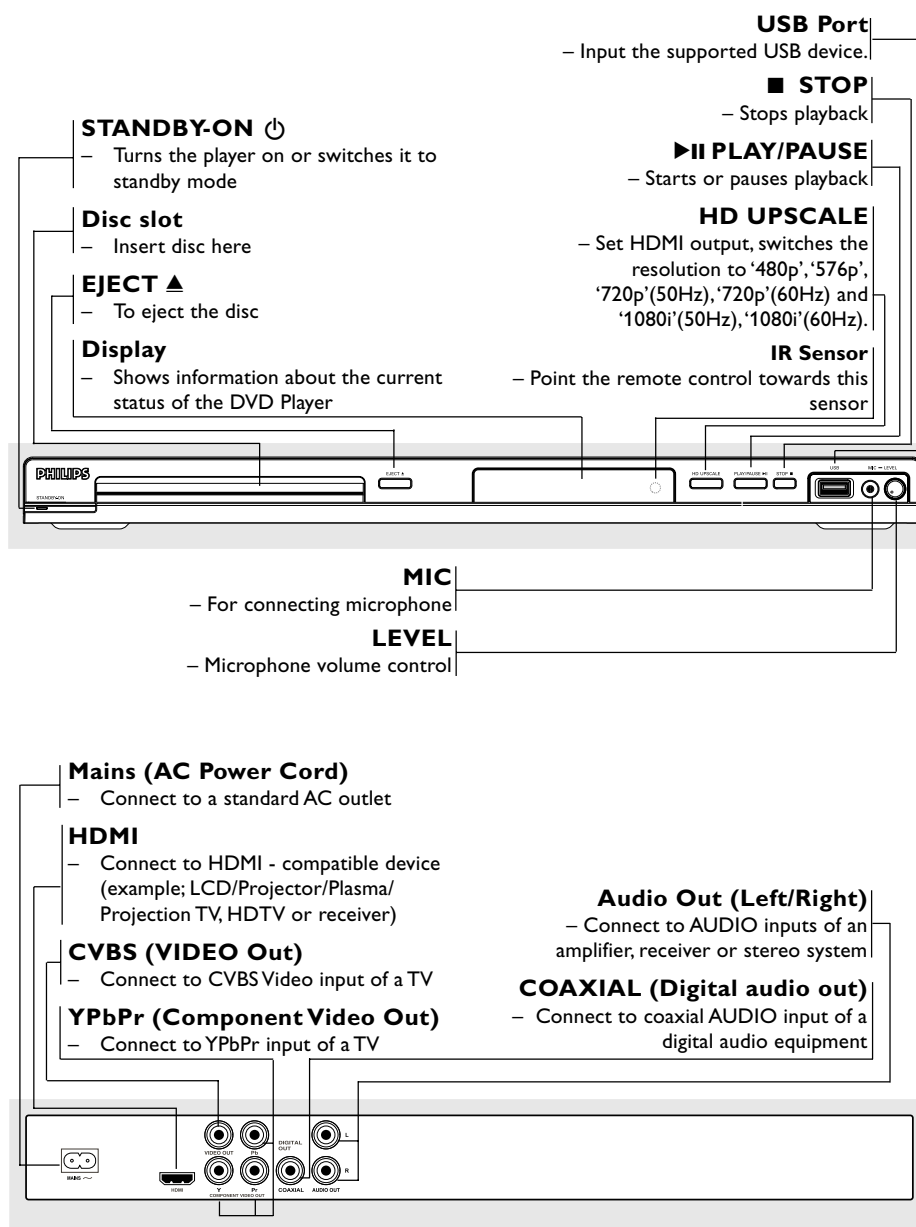 USB Port
– Input the supported USB device.
■ STOP
– Stops playback
STANDBY-ON ⏻
– Turns the player on or switches it to
standby mode
▶II PLAY/PAUSE
– Starts or pauses playback
Disc slot
– Insert disc here
HD UPSCALE
– Set HDMI output, switches the
resolution to ‘480p’, ‘576p’,
‘720p’(50Hz), ‘720p’(60Hz) and
‘1080i’(50Hz), ‘1080i’(60Hz).
EJECT ⏏
– To eject the disc
Display
– Shows information about the current
status of the DVD Player
IR Sensor
– Point the remote control towards this
sensor
PHILIPS
STANDBY-ON
EJECT ⏏
HD UPSCALE
PLAY/PAUSE ▶II
STOP ■
USB
MIC – LEVEL
MIC
– For connecting microphone
LEVEL
– Microphone volume control
Mains (AC Power Cord)
– Connect to a standard AC outlet
HDMI
– Connect to HDMI - compatible device
(example; LCD/Projector/Plasma/
Projection TV, HDTV or receiver)
CVBS (VIDEO Out)
– Connect to CVBS Video input of a TV
YPbPr (Component Video Out)
– Connect to YPbPr input of a TV
Audio Out (Left/Right)
– Connect to AUDIO inputs of an
amplifier, receiver or stereo system
COAXIAL (Digital audio out)
– Connect to coaxial AUDIO input of a
digital audio equipment
MAINS ~
HDMI
VIDEO OUT
Pb
DIGITAL
OUT
L
Y
Pr
COMPONENT VIDEO OUT
COAXIAL
R
AUDIO OUT